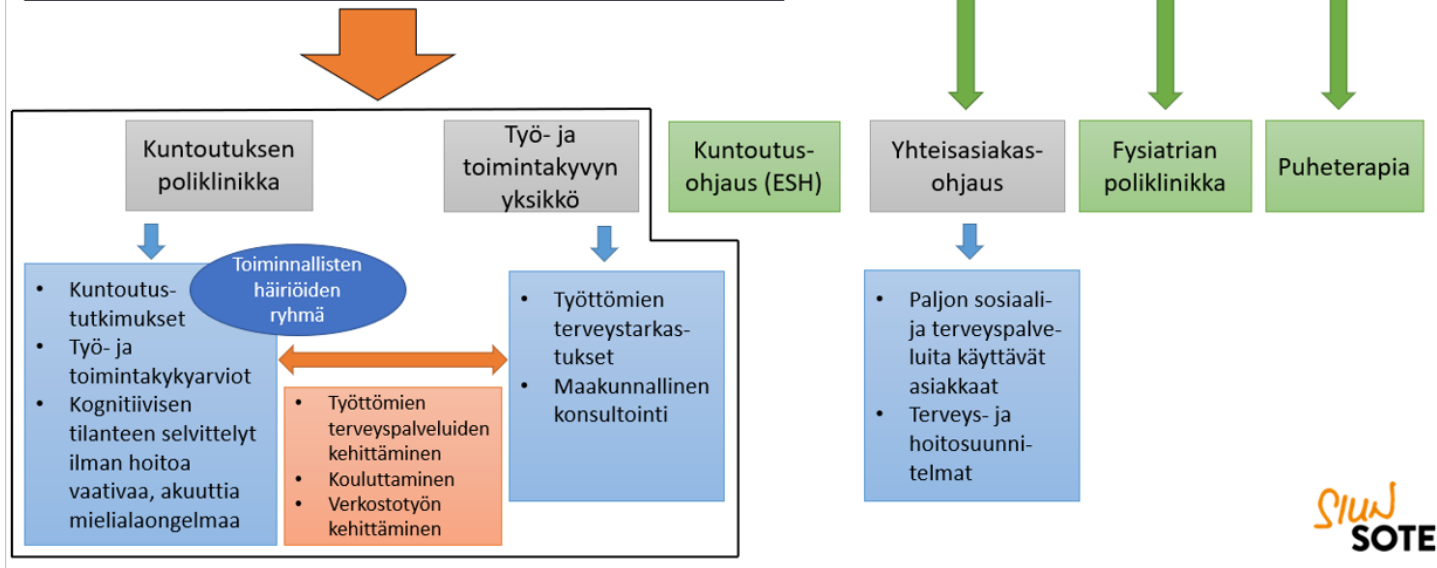 Kuntoutuksen
poliklinikka
Työ- ja
toimintakyvyn
yksikkö
Kuntoutus-
ohjaus (ESH)
Yhteisasiakas-
ohjaus
Fysiatrian
poliklinikka
Puheterapia
Toiminnallisten
häiriöiden
ryhmä
• Kuntoutus-
tutkimukset
• Työ- ja
toimintakykyarviot
• Kognitiivisen
tilanteen selvittelyt
ilman hoitoa
vaativaa, akuuttia
mielialaongelmaa
• Työttömien
terveyspalveluiden
kehittäminen
• Kouluttaminen
• Verkostotyön
kehittäminen
• Työttömien
terveystarkas-
tukset
• Maakunnallinen
konsultointi
• Paljon sosiaali-
ja terveyspalve-
luita käyttävät
asiakkaat
• Terveys- ja
hoitosuunni-
telmat
SIUN
SOTE